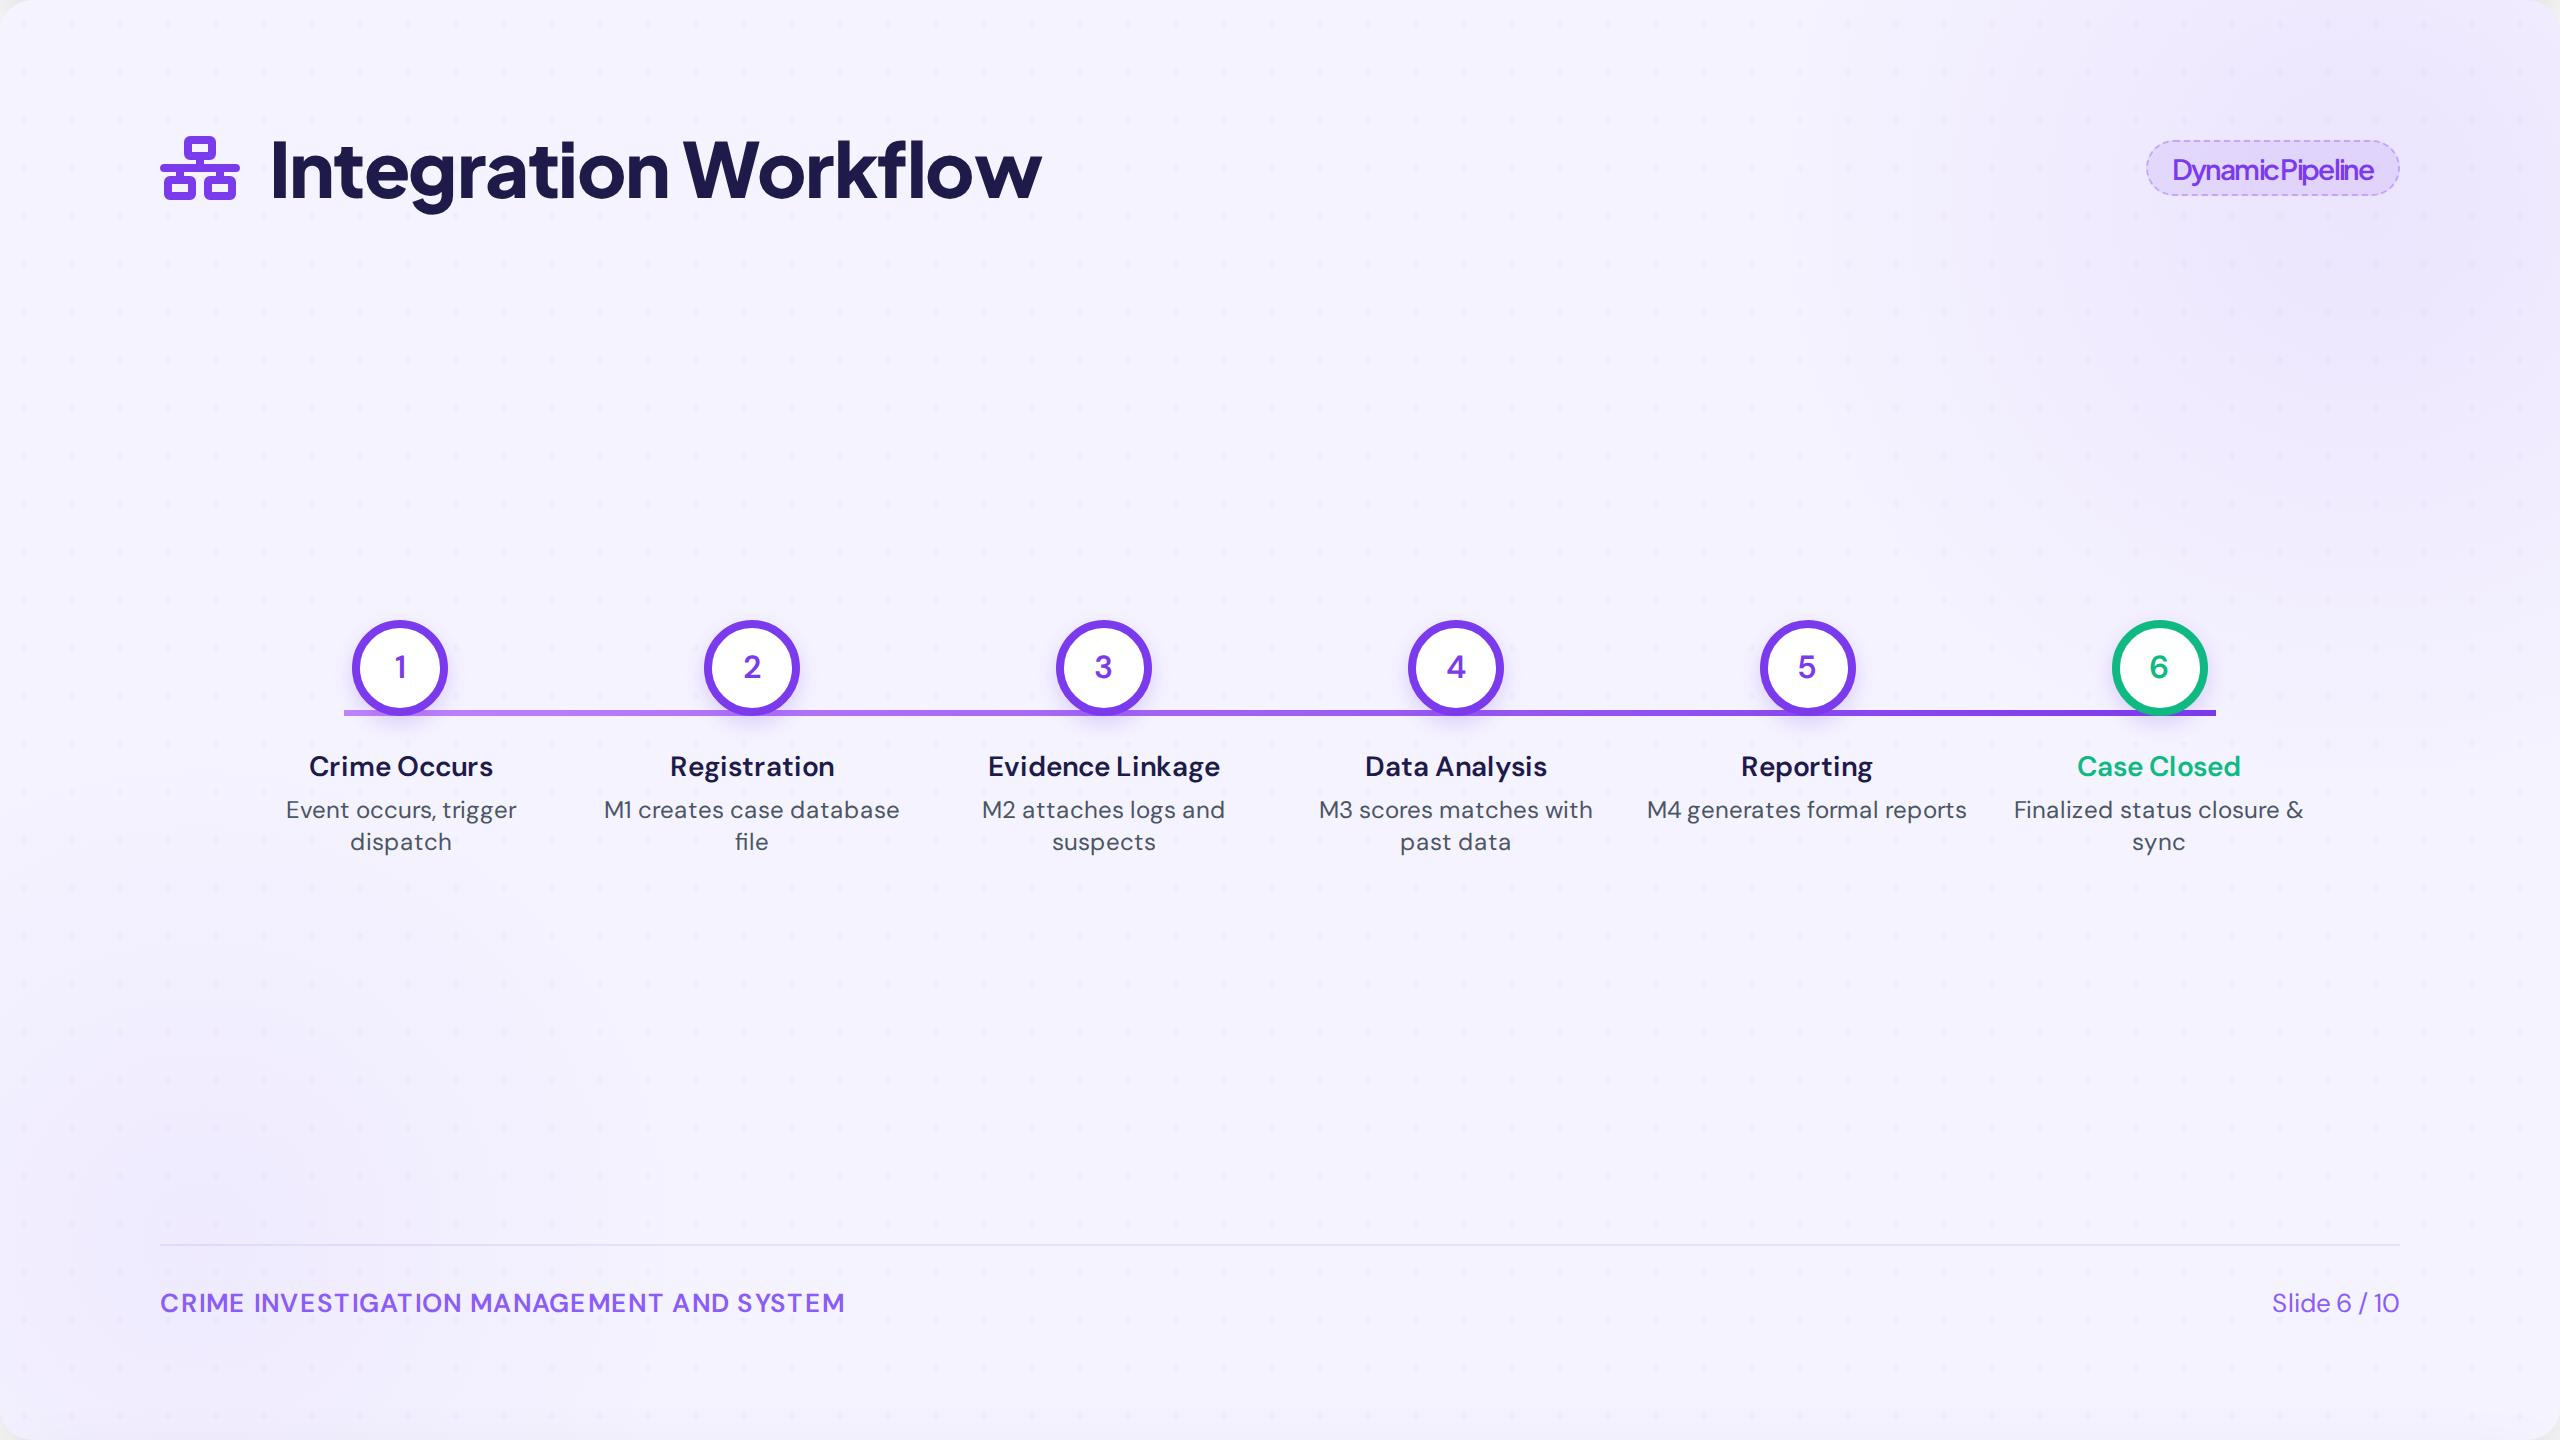 Integration Workflow
Dynamic Pipeline
1
2
3
4
5
6
Crime Occurs
Event occurs, trigger
dispatch
Registration
M1 creates case database
file
Evidence Linkage
M2 attaches logs and
suspects
Data Analysis
M3 scores matches with
past data
Reporting
M4 generates formal reports
Case Closed
Finalized status closure &
sync
CRIME INVESTIGATION MANAGEMENT AND SYSTEM
Slide 6 / 10